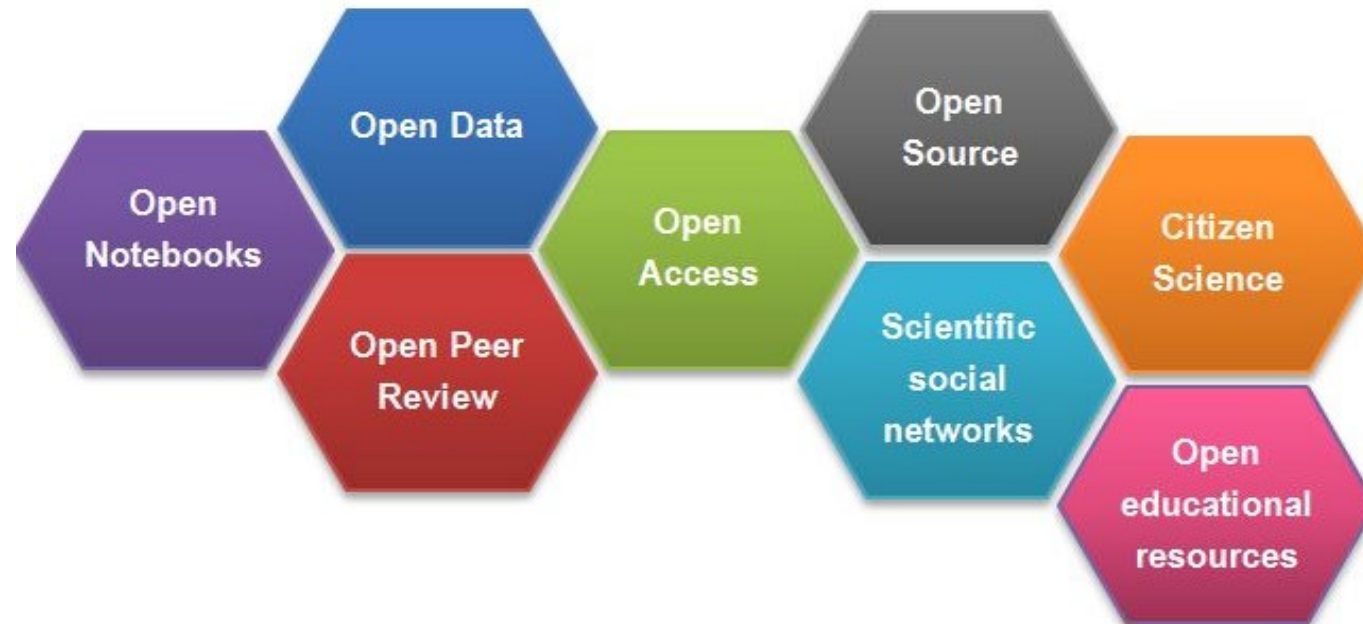 Open
Notebooks
Open Data
Open Peer
Review
Open
Access
Open
Source
Scientific
social
networks
Citizen
Science
Open
educational
resources